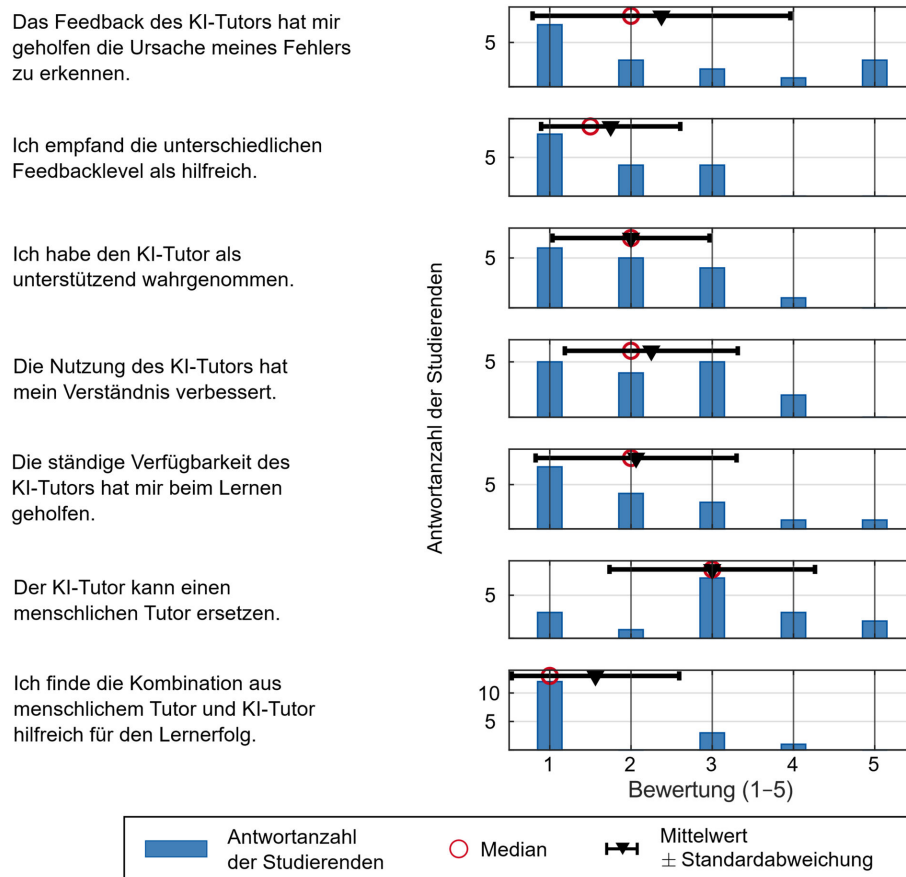 Das Feedback des KI-Tutors hat mir
geholfen die Ursache meines Fehlers
zu erkennen.
5
Ich empfand die unterschiedlichen
Feedbacklevel als hilfreich.
5
Ich habe den KI-Tutor als
unterstützend wahrgenommen.
5
Die Nutzung des KI-Tutors hat
mein Verständnis verbessert.
5
Die ständige Verfügbarkeit des
KI-Tutors hat mir beim Lernen
geholfen.
5
Der KI-Tutor kann einen
menschlichen Tutor ersetzen.
5
Ich finde die Kombination aus
menschlichem Tutor und KI-Tutor
hilfreich für den Lernerfolg.
10
5
Antwortanzahl der Studierenden
1 2 3 4 5
Bewertung (1–5)
Antwortanzahl
der Studierenden
Median
Mittelwert
± Standardabweichung